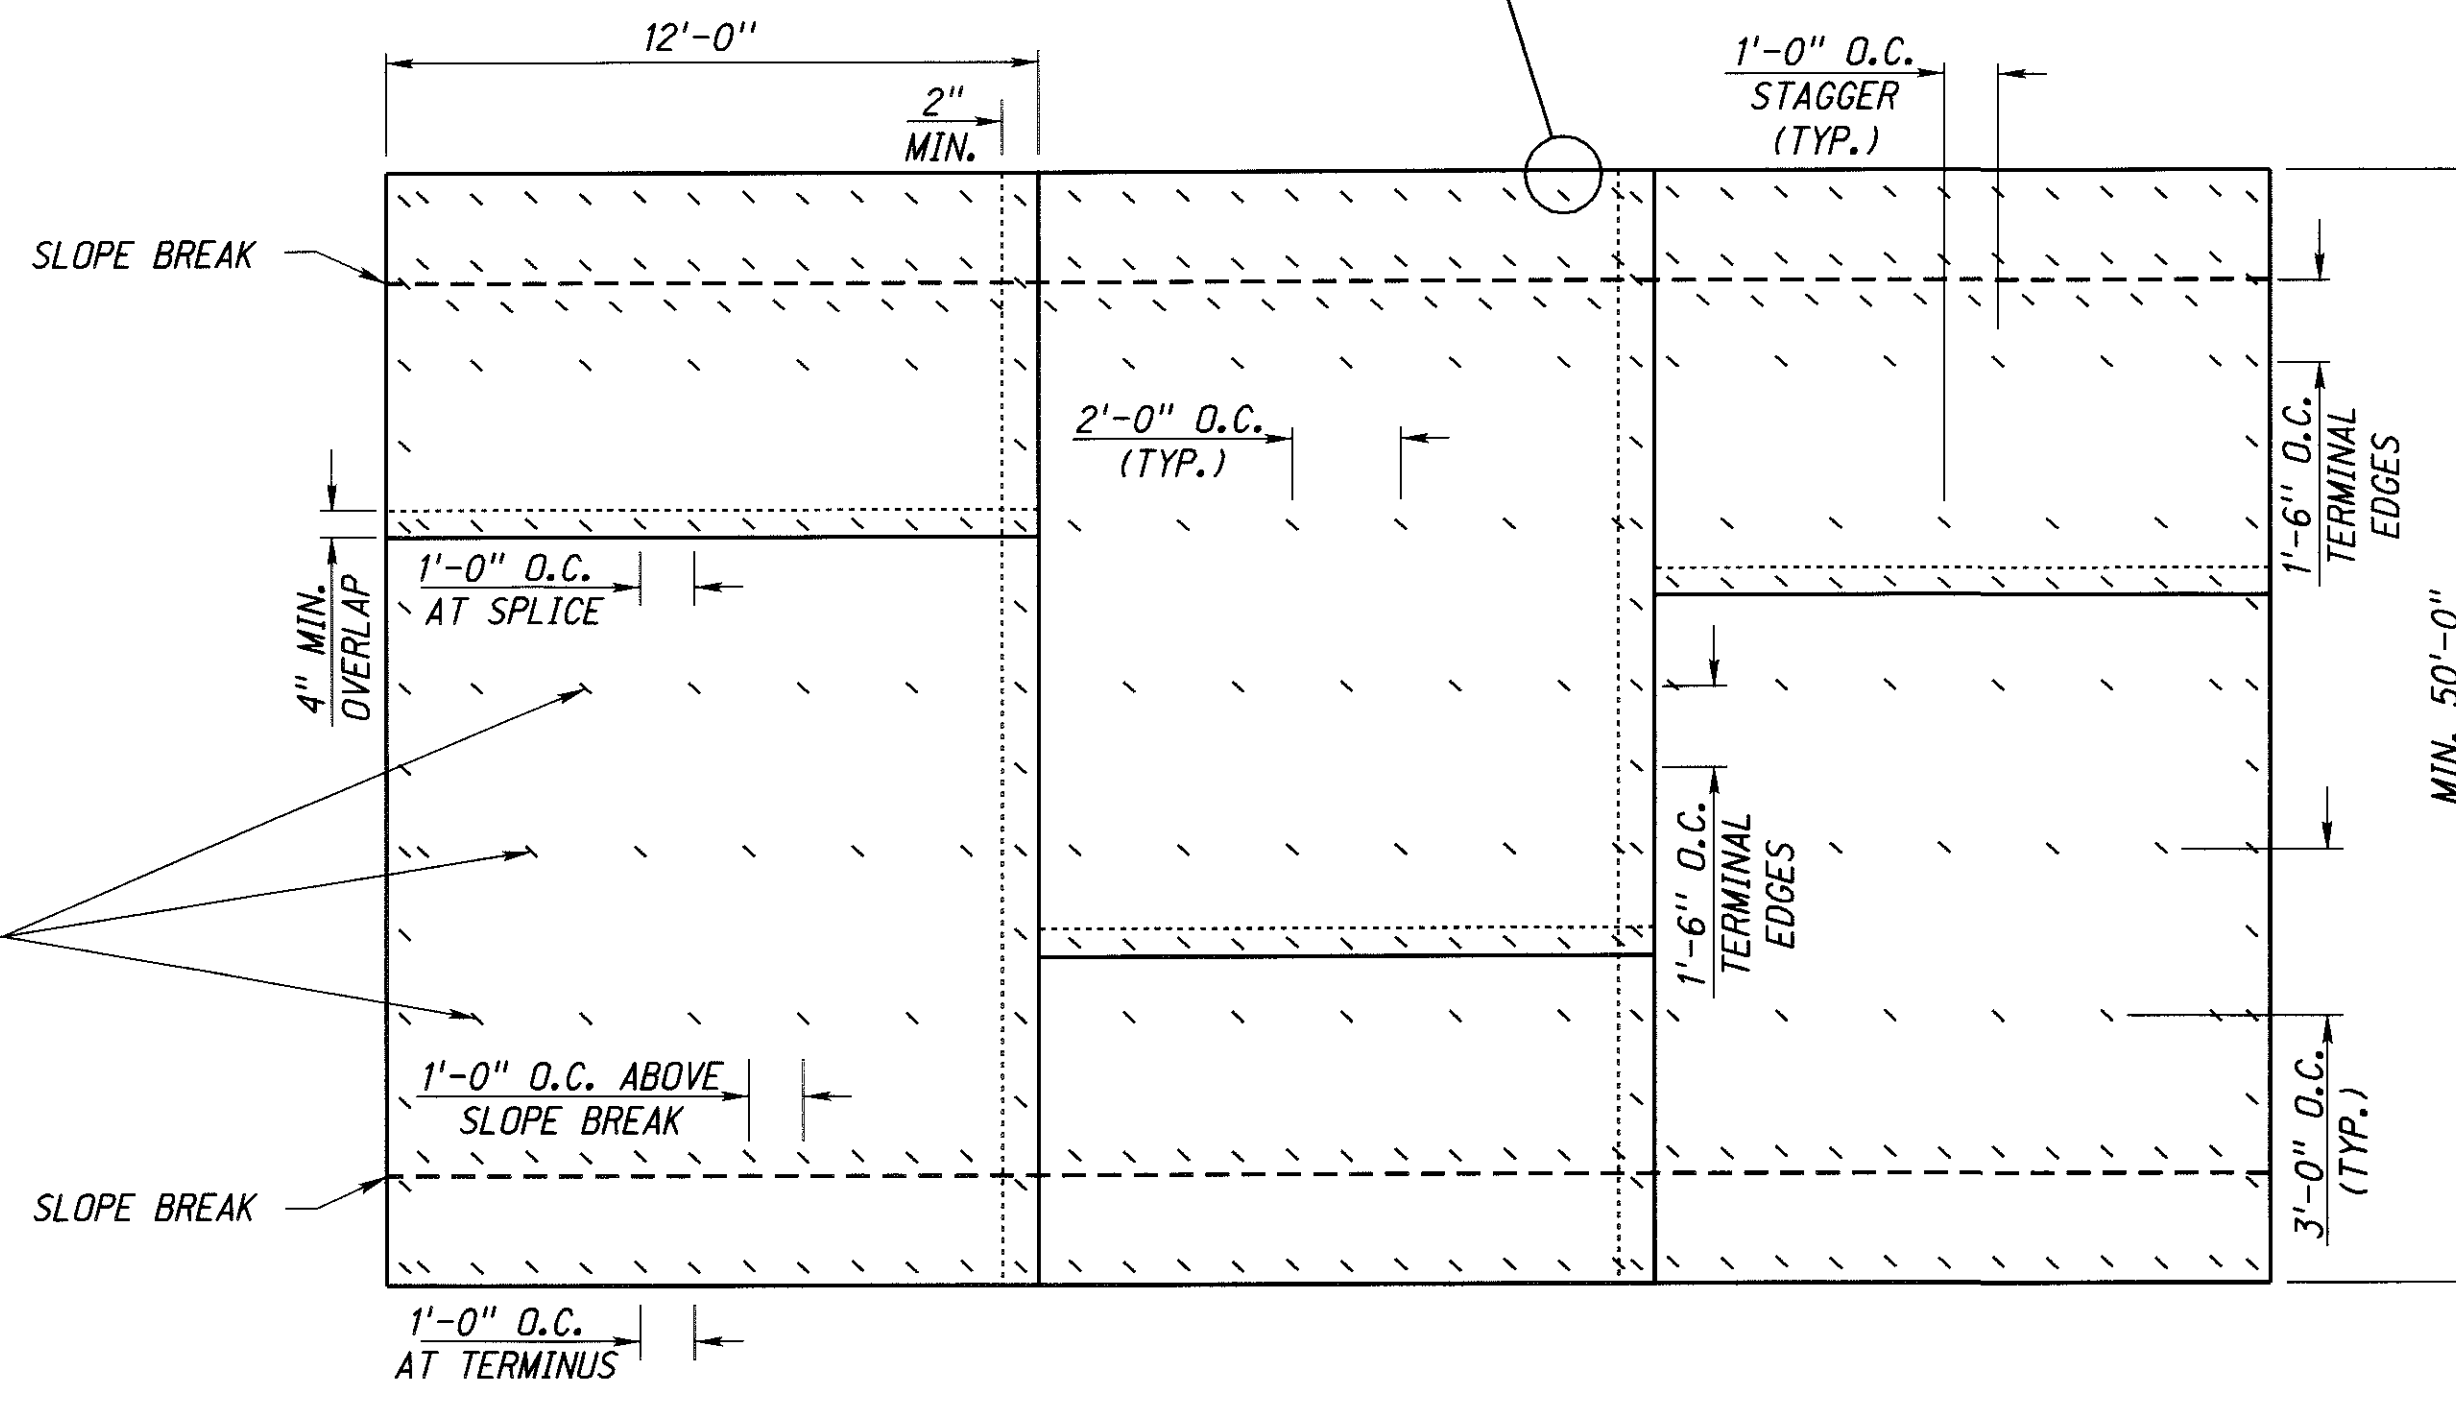 12'-0"
2"
MIN.
1'-0" O.C.
STAGGER
(TYP.)
SLOPE BREAK
2'-0" O.C.
(TYP.)
1'-6" O.C.
TERMINAL
EDGES
4" MIN.
OVERLAP
1'-0" O.C.
AT SPLICE
MIN. 50'-0"
1'-6" O.C.
TERMINAL
EDGES
1'-0" O.C. ABOVE
SLOPE BREAK
3'-0" O.C.
(TYP.)
SLOPE BREAK
1'-0" O.C.
AT TERMINUS